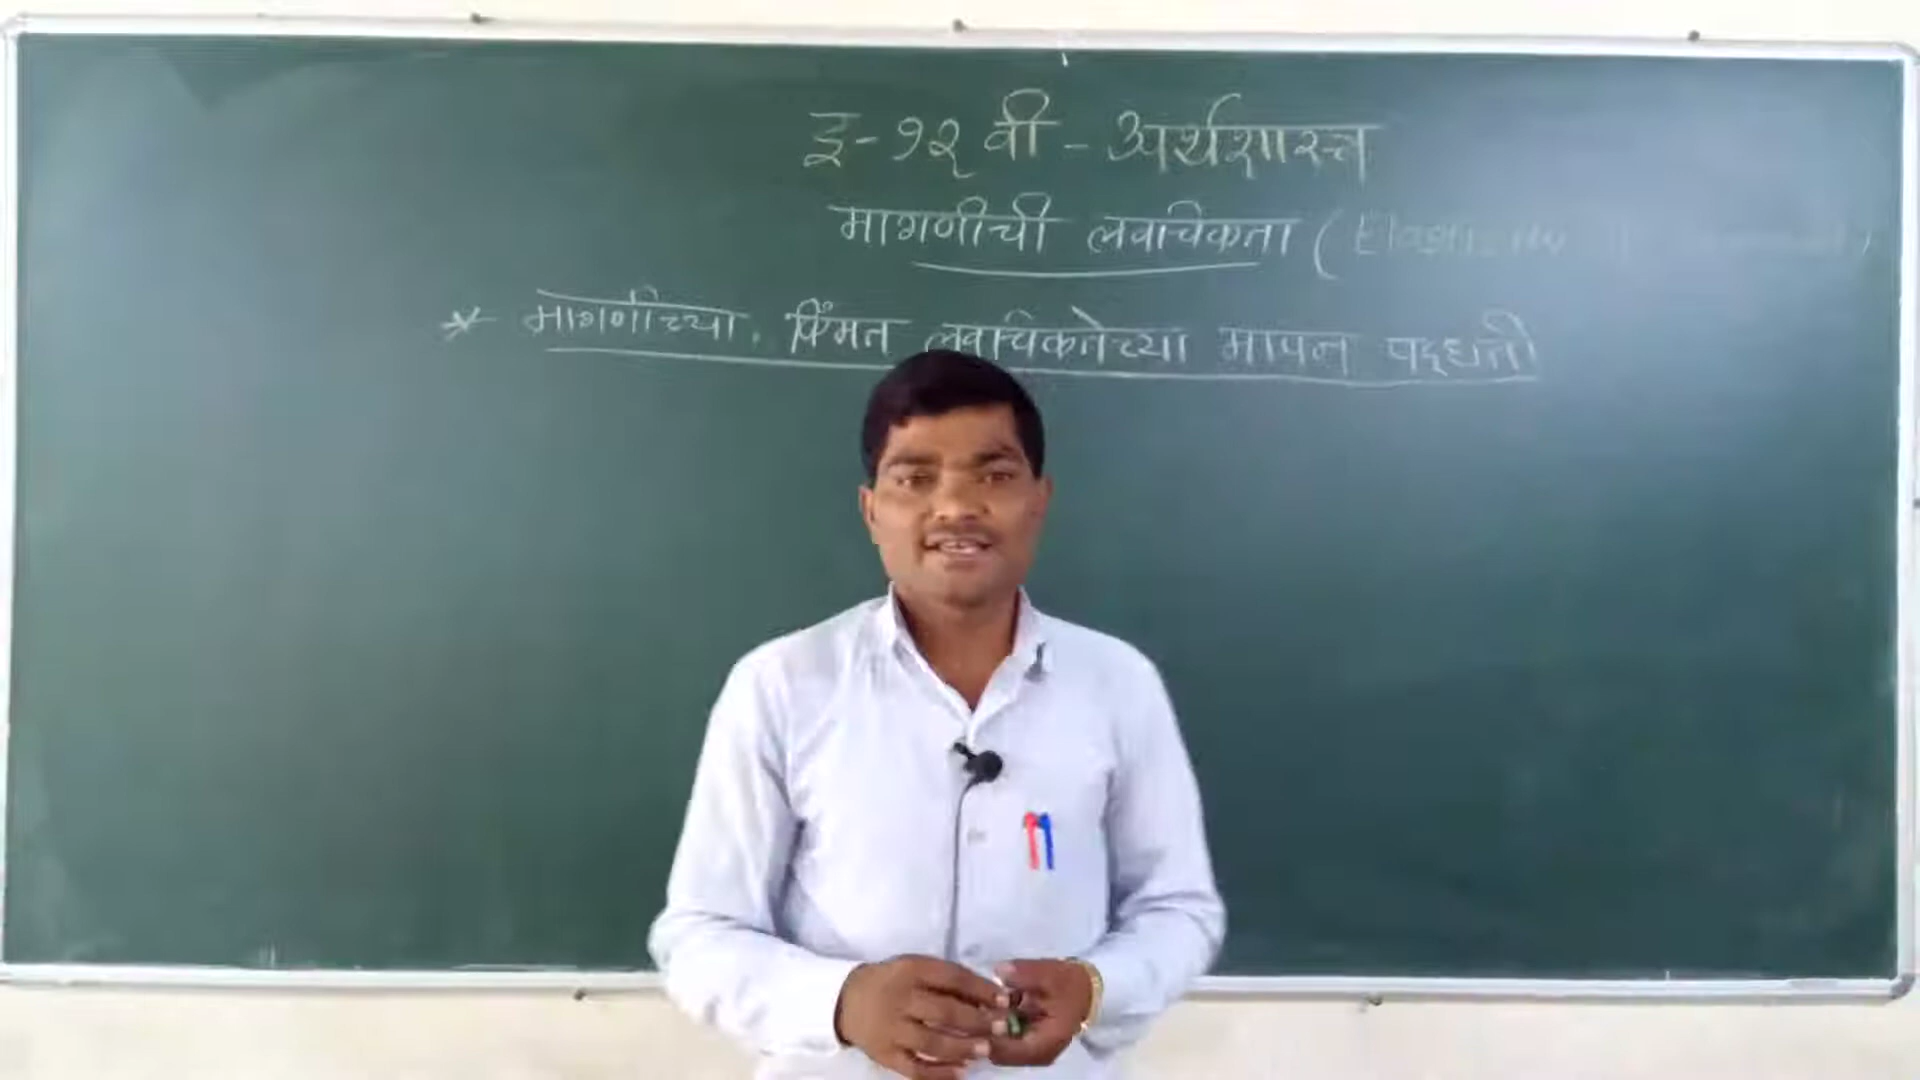 इ-१२ वी - अर्थशास्त्र
मागणीची लवचिकता (
* मागणीच्या किंमत लवचिकतेच्या मापन पद्धती